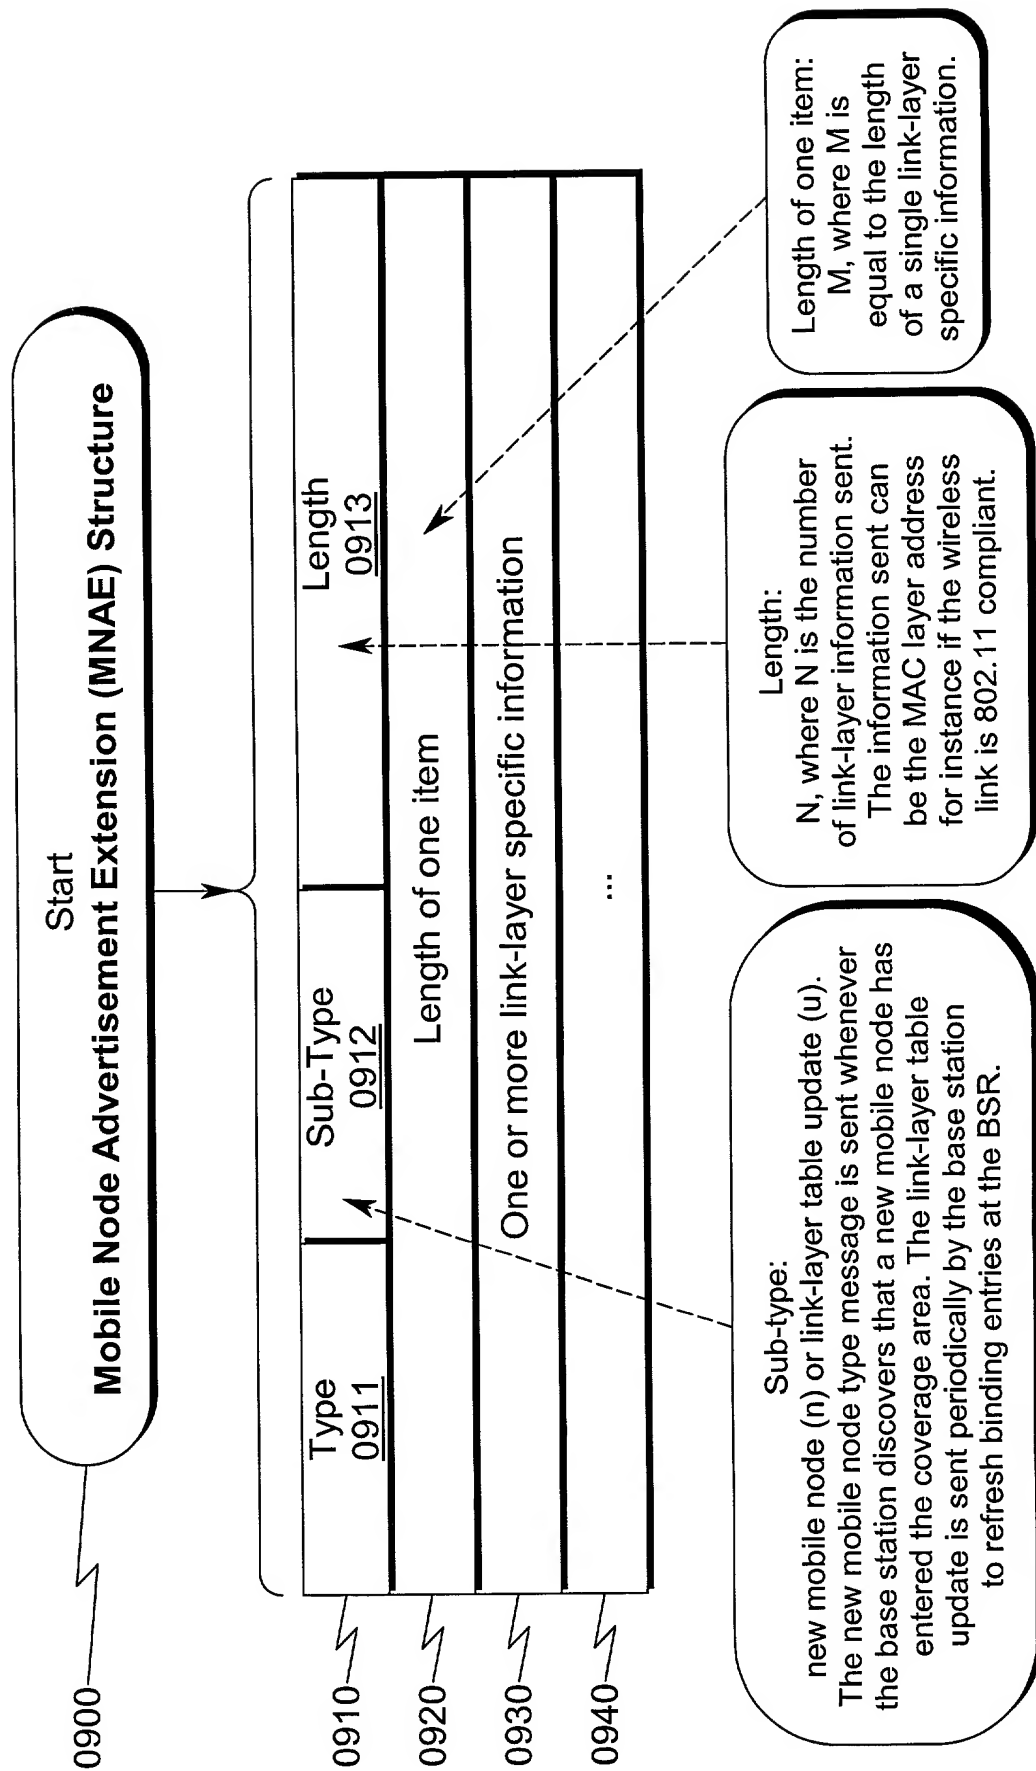 Start
Mobile Node Advertisement Extension (MNAE) Structure
0900
0910
Type
0911
Sub-Type
0912
Length
0913
0920
Length of one item
0930
One or more link-layer specific information
0940
...
Sub-type:
new mobile node (n) or link-layer table update (u).
The new mobile node type message is sent whenever
the base station discovers that a new mobile node has
entered the coverage area. The link-layer table
update is sent periodically by the base station
to refresh binding entries at the BSR.
Length:
N, where N is the number
of link-layer information sent.
The information sent can
be the MAC layer address
for instance if the wireless
link is 802.11 compliant.
Length of one item:
M, where M is
equal to the length
of a single link-layer
specific information.